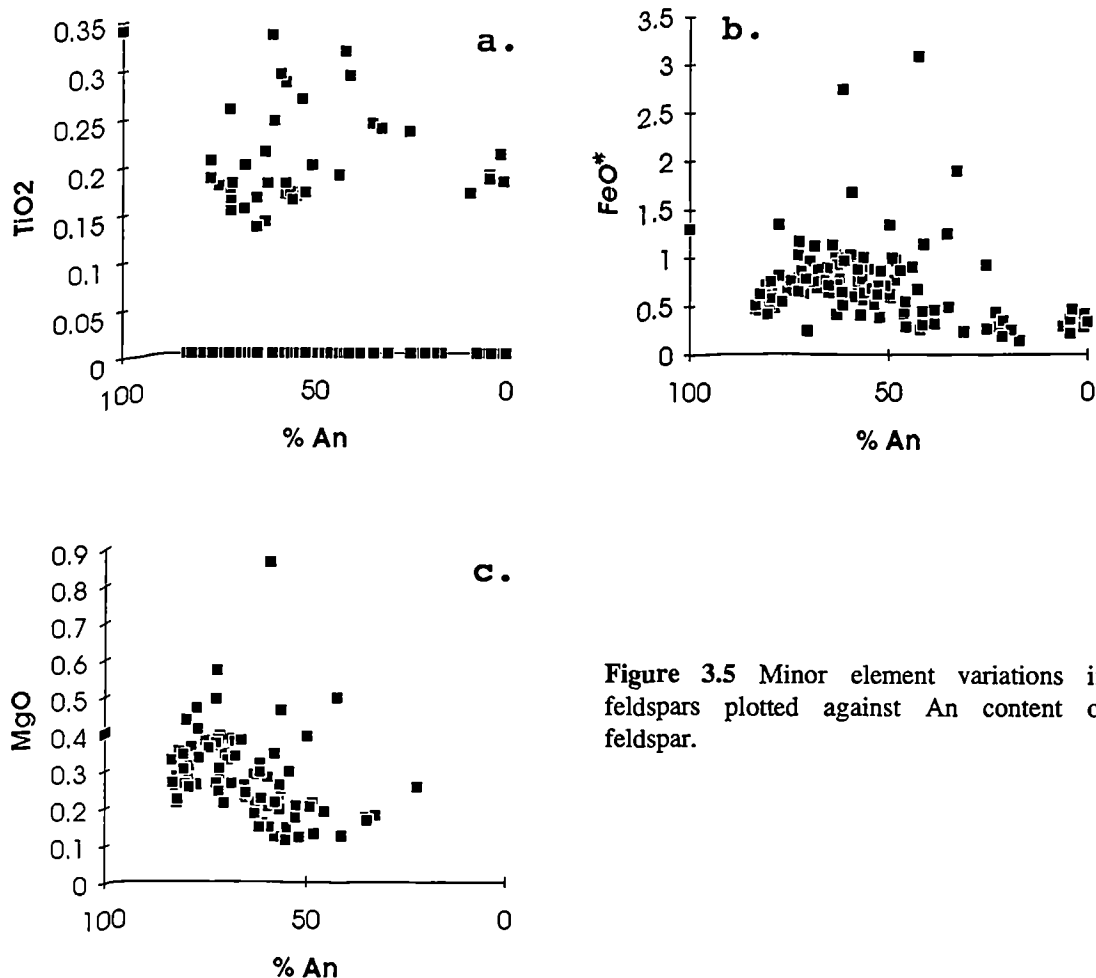 a.
0.35
0.3
0.25
0.2
0.15
0.1
0.05
0
TiO2
100
50
0
% An
b.
3.5
3
2.5
2
1.5
1
0.5
0
FeO*
100
50
0
% An
c.
0.9
0.8
0.7
0.6
0.5
0.4
0.3
0.2
0.1
0
MgO
100
50
0
% An
Figure 3.5 Minor element variations i
feldspars plotted against An content o
feldspar.